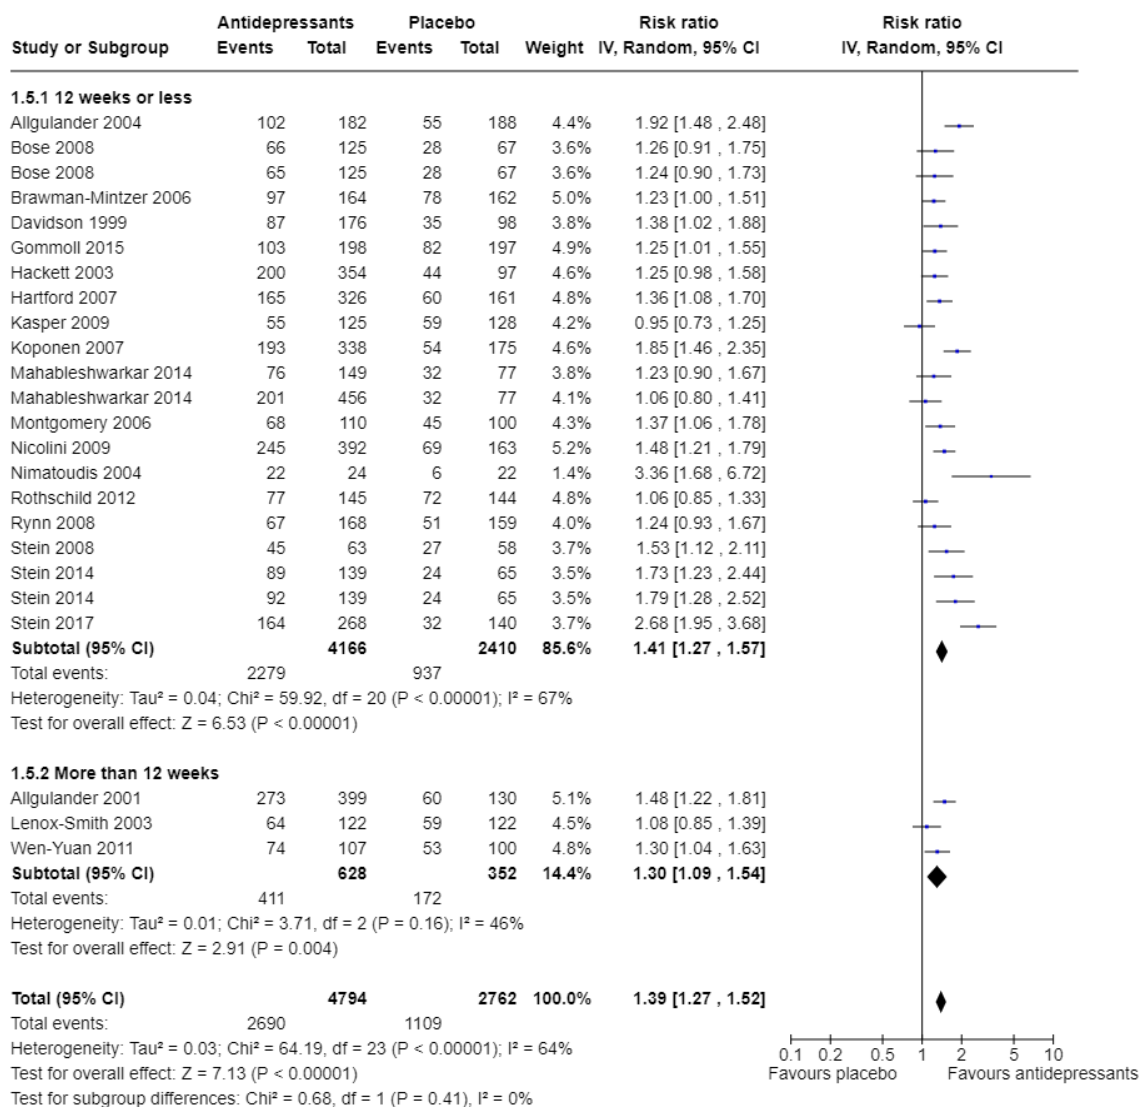 Antidepressants Placebo Risk ratio Risk ratio
Study or Subgroup Events Total Events Total Weight IV, Random, 95% CI IV, Random, 95% CI
1.5.1 12 weeks or less
Allgulander 2004 102 182 55 188 4.4% 1.92 [1.48 , 2.48]
Bose 2008 66 125 28 67 3.6% 1.26 [0.91 , 1.75]
Bose 2008 65 125 28 67 3.6% 1.24 [0.90 , 1.73]
Brawman-Mintzer 2006 97 164 78 162 5.0% 1.23 [1.00 , 1.51]
Davidson 1999 87 176 35 98 3.8% 1.38 [1.02 , 1.88]
Gommoll 2015 103 198 82 197 4.9% 1.25 [1.01 , 1.55]
Hackett 2003 200 354 44 97 4.6% 1.25 [0.98 , 1.58]
Hartford 2007 165 326 60 161 4.8% 1.36 [1.08 , 1.70]
Kasper 2009 55 125 59 128 4.2% 0.95 [0.73 , 1.25]
Koponen 2007 193 338 54 175 4.6% 1.85 [1.46 , 2.35]
Mahableshwarkar 2014 76 149 32 77 3.8% 1.23 [0.90 , 1.67]
Mahableshwarkar 2014 201 456 32 77 4.1% 1.06 [0.80 , 1.41]
Montgomery 2006 68 110 45 100 4.3% 1.37 [1.06 , 1.78]
Nicolini 2009 245 392 69 163 5.2% 1.48 [1.21 , 1.79]
Nimatoudis 2004 22 24 6 22 1.4% 3.36 [1.68 , 6.72]
Rothschild 2012 77 145 72 144 4.8% 1.06 [0.85 , 1.33]
Rynn 2008 67 168 51 159 4.0% 1.24 [0.93 , 1.67]
Stein 2008 45 63 27 58 3.7% 1.53 [1.12 , 2.11]
Stein 2014 89 139 24 65 3.5% 1.73 [1.23 , 2.44]
Stein 2014 92 139 24 65 3.5% 1.79 [1.28 , 2.52]
Stein 2017 164 268 32 140 3.7% 2.68 [1.95 , 3.68]
Subtotal (95% CI) 4166 2410 85.6% 1.41 [1.27 , 1.57]
Total events: 2279 937
Heterogeneity: Tau² = 0.04; Chi² = 59.92, df = 20 (P < 0.00001); I² = 67%
Test for overall effect: Z = 6.53 (P < 0.00001)
1.5.2 More than 12 weeks
Allgulander 2001 273 399 60 130 5.1% 1.48 [1.22 , 1.81]
Lenox-Smith 2003 64 122 59 122 4.5% 1.08 [0.85 , 1.39]
Wen-Yuan 2011 74 107 53 100 4.8% 1.30 [1.04 , 1.63]
Subtotal (95% CI) 628 352 14.4% 1.30 [1.09 , 1.54]
Total events: 411 172
Heterogeneity: Tau² = 0.01; Chi² = 3.71, df = 2 (P = 0.16); I² = 46%
Test for overall effect: Z = 2.91 (P = 0.004)
Total (95% CI) 4794 2762 100.0% 1.39 [1.27 , 1.52]
Total events: 2690 1109
Heterogeneity: Tau² = 0.03; Chi² = 64.19, df = 23 (P < 0.00001); I² = 64%
Test for overall effect: Z = 7.13 (P < 0.00001)
Test for subgroup differences: Chi² = 0.68, df = 1 (P = 0.41), I² = 0%
0.1 0.2 0.5 1 2 5 10
Favours placebo Favours antidepressants